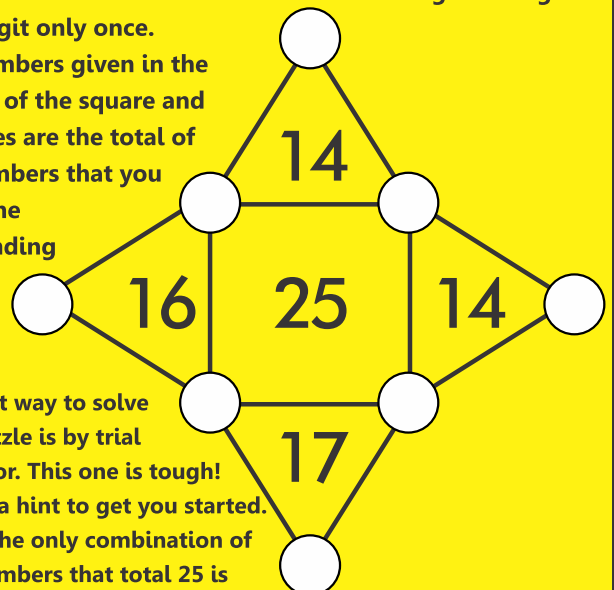 git only once.
mbers given in the
of the square and
es are the total of
mbers that you
ne
nding
14
16
25
14
17
t way to solve
zle is by trial
or. This one is tough!
a hint to get you started.
he only combination of
mbers that total 25 is